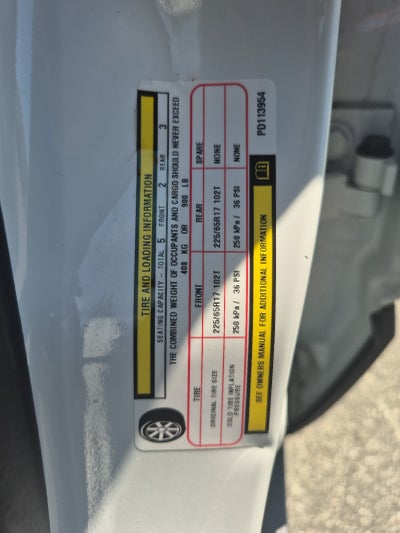 TIRE AND LOADING INFORMATION
SEATING CAPACITY - TOTAL 5 FRONT 2 REAR 3
THE COMBINED WEIGHT OF OCCUPANTS AND CARGO SHOULD NEVER EXCEED
408 KG OR 900 LB
TIRE FRONT REAR SPARE
ORIGINAL TIRE SIZE 225/65R17 102T 225/65R17 102T NONE
COLD TIRE INFLATION PRESSURE 250 kPa / 36 PSI 250 kPa / 36 PSI NONE
SEE OWNERS MANUAL FOR ADDITIONAL INFORMATION
PD113954